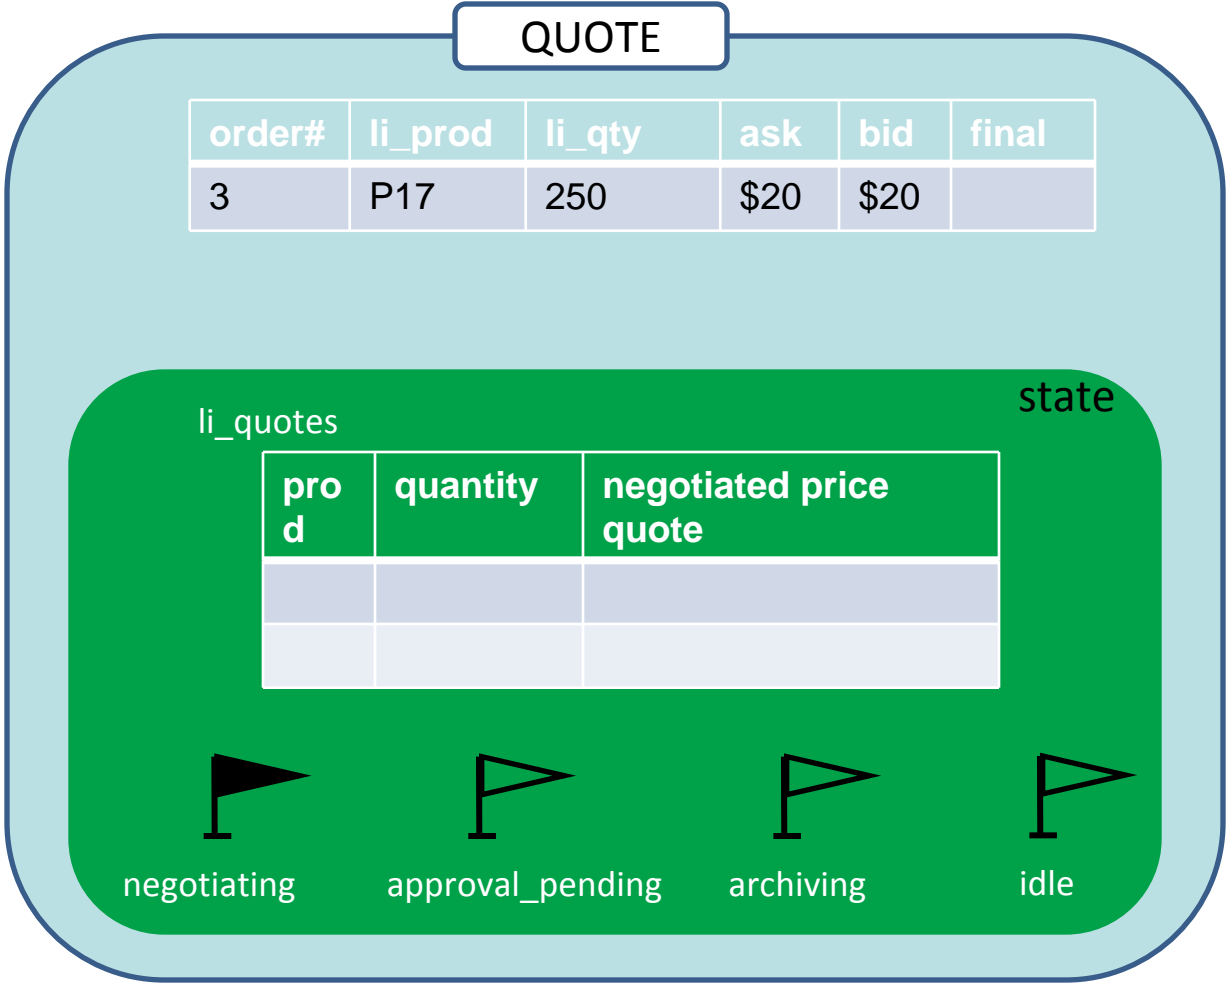 QUOTE
order# li_prod li_qty ask bid final
3 P17 250 $20 $20
state
li_quotes
pro quantity negotiated price
d quote
negotiating approval_pending archiving idle